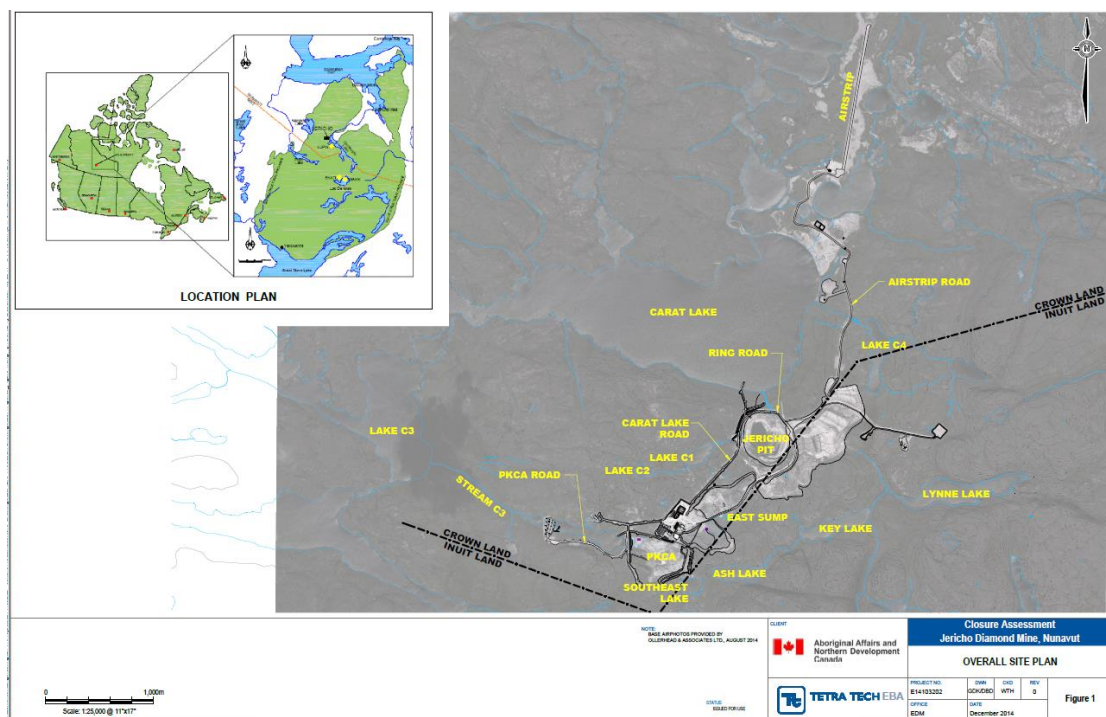 LOCATION PLAN
AIRSTRIP
AIRSTRIP ROAD
CROWN LAND
INUIT LAND
CARAT LAKE
RING ROAD
LAKE C4
LAKE C3
CARAT LAKE
ROAD
JERICHO
PIT
LAKE C1
LAKE C2
PKCA ROAD
STREAM C3
LYNNE LAKE
EAST SUMP
KEY LAKE
CROWN LAND
INUIT LAND
PKCA
ASH LAKE
SOUTHEAST
LAKE
NOTE:
BASE AIRPHOTOS PROVIDED BY
OLLERHEAD & ASSOCIATES LTD., AUGUST 2014
CLIENT
Aboriginal Affairs and
Northern Development
Canada
Closure Assessment
Jericho Diamond Mine, Nunavut
OVERALL SITE PLAN
TETRA TECH EBA
PROJECT NO.
E14103202
DWN
GDK/DBD
CKD
WTH
REV
0
OFFICE
EDM
DATE
December 2014
Figure 1
0
1,000m
Scale: 1:25,000 @ 11"x17"
STATUS
ISSUED FOR USE